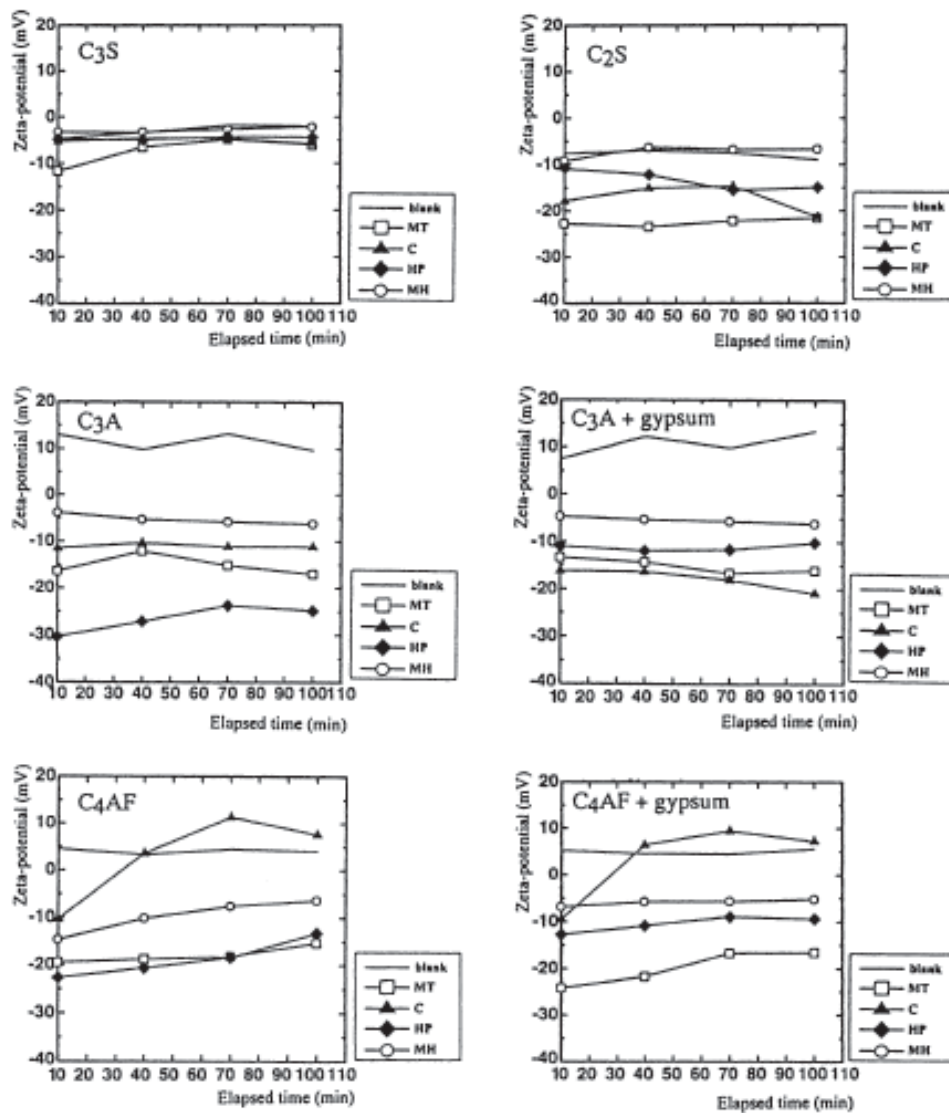 C3S
Zeta-potential (mV)
20
10
0
-10
-20
-30
-40
10 20 30 40 50 60 70 80 90 100 110
Elapsed time (min)
blank
MT
C
HP
MH
C2S
Zeta-potential (mV)
20
10
0
-10
-20
-30
-40
10 20 30 40 50 60 70 80 90 100 110
Elapsed time (min)
blank
MT
C
HP
MH
C3A
Zeta-potential (mV)
20
10
0
-10
-20
-30
-40
10 20 30 40 50 60 70 80 90 100 110
Elapsed time (min)
blank
MT
C
HP
MH
C3A + gypsum
Zeta-potential (mV)
20
10
0
-10
-20
-30
-40
10 20 30 40 50 60 70 80 90 100 110
Elapsed time (min)
blank
MT
C
HP
MH
C4AF
Zeta-potential (mV)
20
10
0
-10
-20
-30
-40
10 20 30 40 50 60 70 80 90 100 110
Elapsed time (min)
blank
MT
C
HP
MH
C4AF + gypsum
Zeta-potential (mV)
20
10
0
-10
-20
-30
-40
10 20 30 40 50 60 70 80 90 100 110
Elapsed time (min)
blank
MT
C
HP
MH